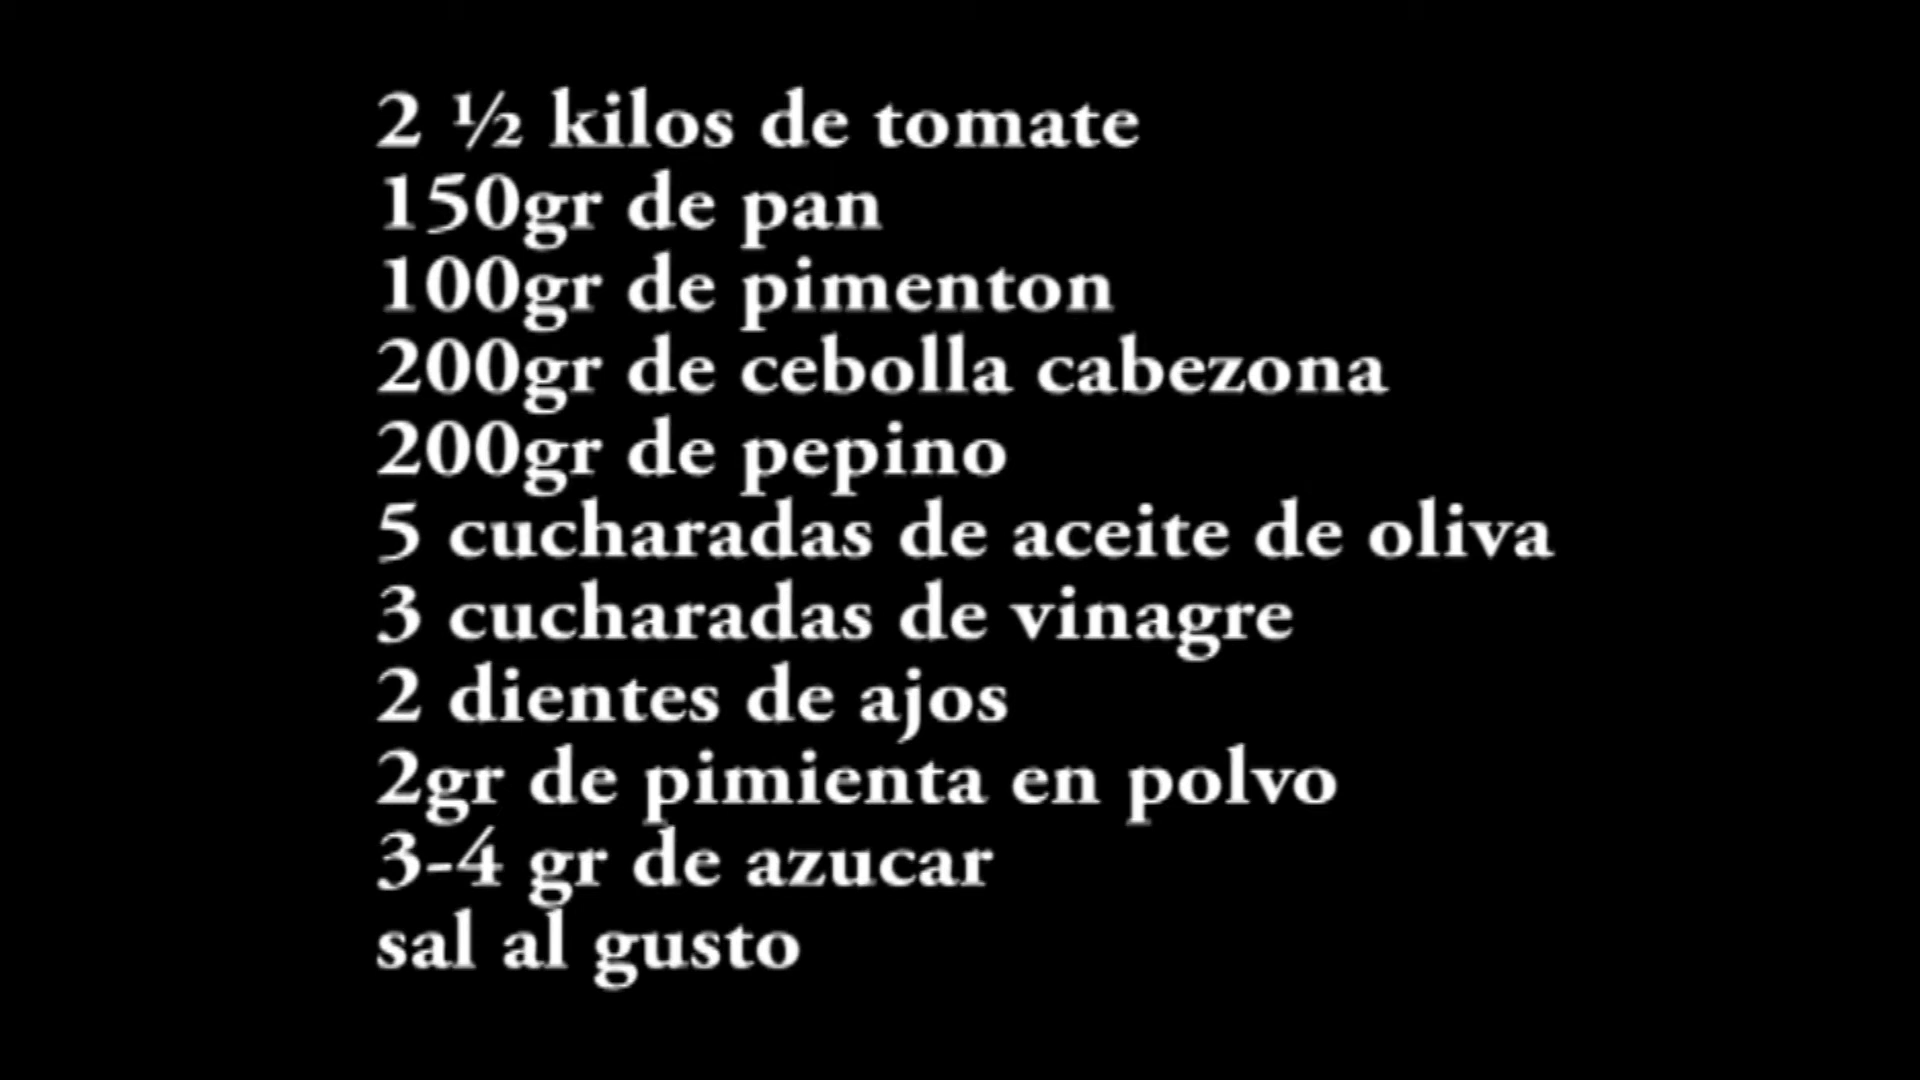 2 ½ kilos de tomate
150gr de pan
100gr de pimenton
200gr de cebolla cabezona
200gr de pepino
5 cucharadas de aceite de oliva
3 cucharadas de vinagre
2 dientes de ajos
2gr de pimienta en polvo
3-4 gr de azucar
sal al gusto